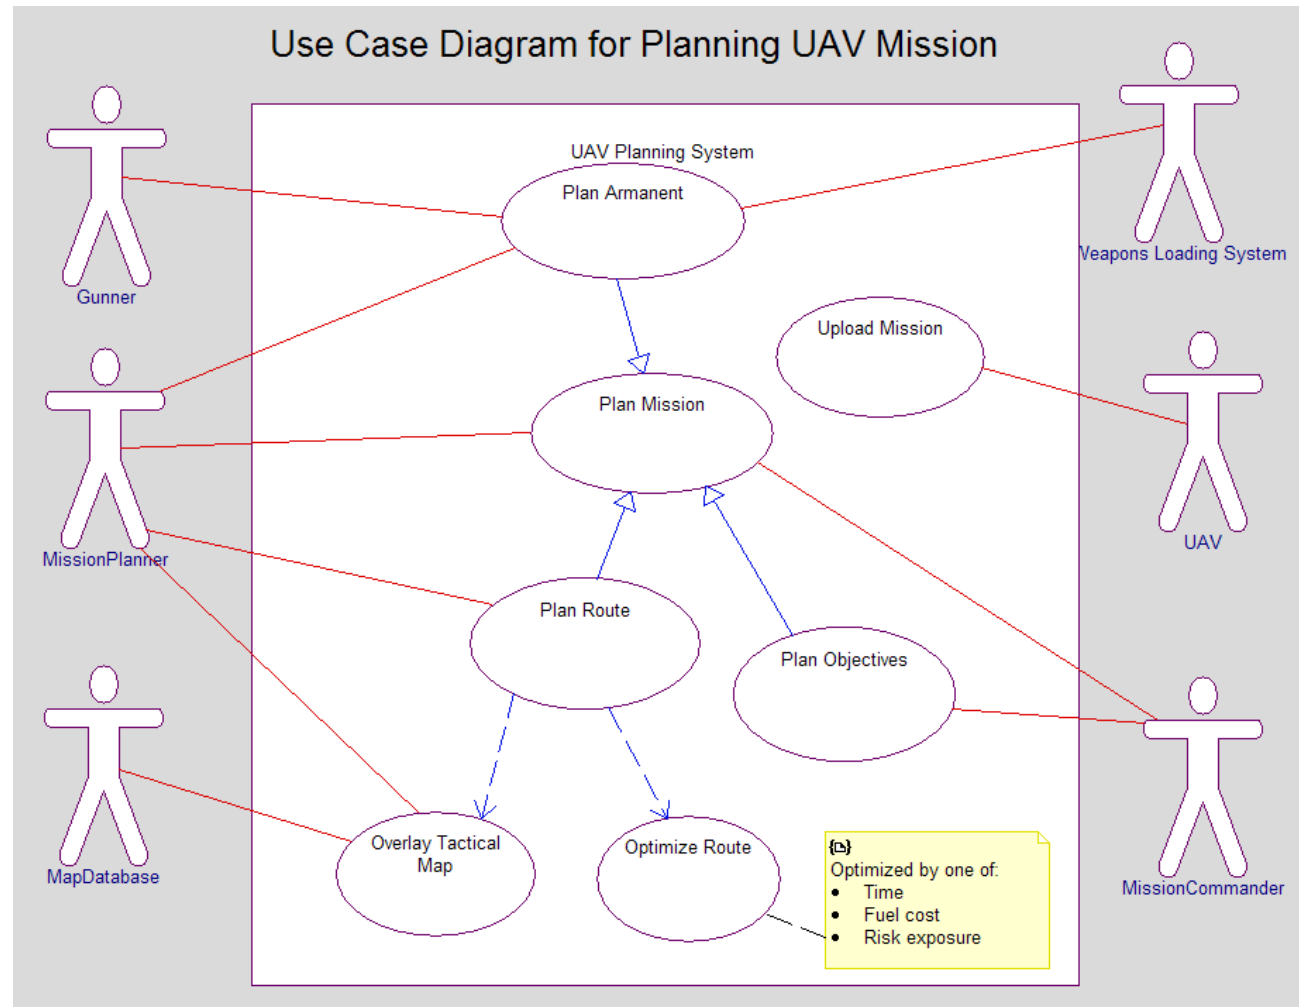 Use Case Diagram for Planning UAV Mission
UAV Planning System
Plan Armanent
Gunner
Veapons Loading System
Upload Mission
Plan Mission
MissionPlanner
UAV
Plan Route
Plan Objectives
Overlay Tactical
Map
Optimize Route
Optimized by one of:
• Time
• Fuel cost
• Risk exposure
MapDatabase
MissionCommander